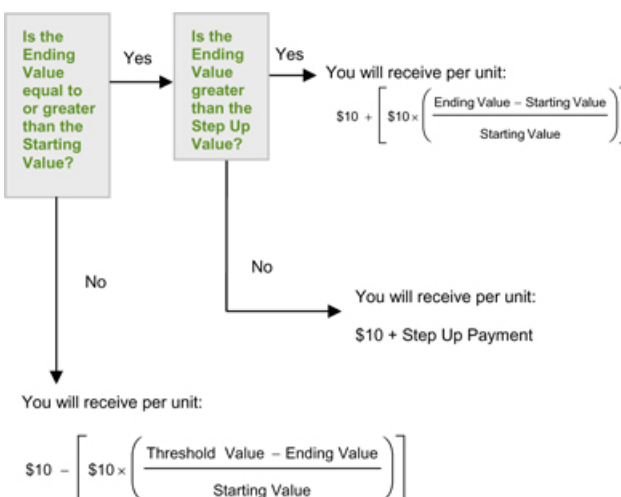 Is the
Ending
Value
equal to
or greater
than the
Starting
Value?
Yes
Is the
Ending
Value
greater
than the
Step Up
Value?
Yes
You will receive per unit:
$10 + [ $10 × ( Ending Value – Starting Value
Starting Value ) ]
No
You will receive per unit:
$10 + Step Up Payment
No
You will receive per unit:
$10 – [ $10 × ( Threshold Value – Ending Value
Starting Value ) ]